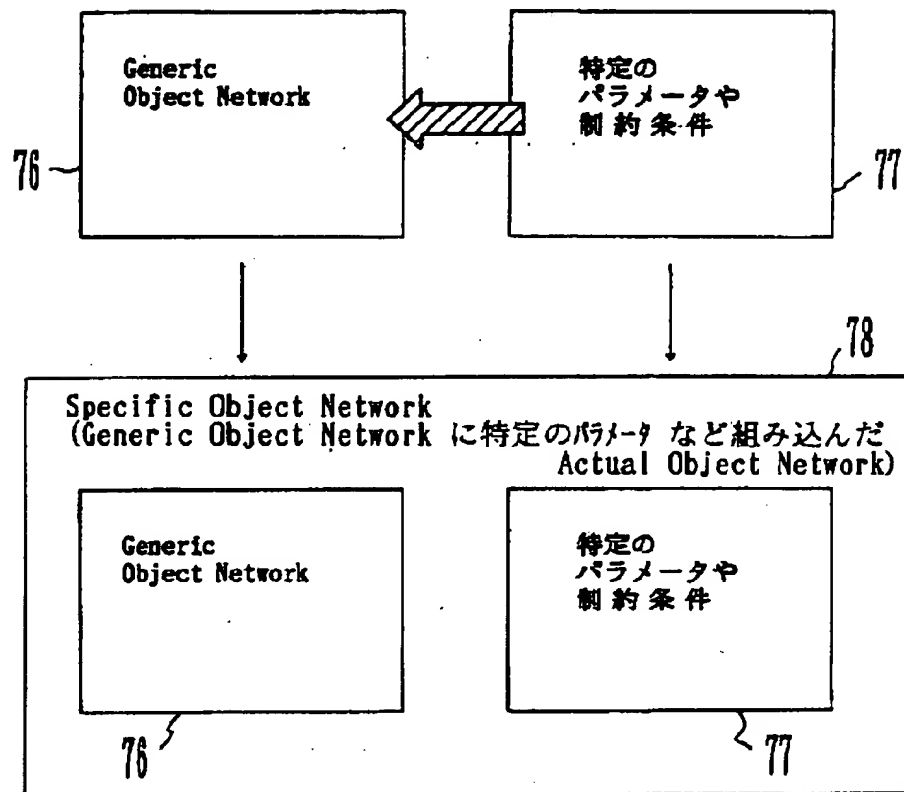 Generic
Object Network
特定の
パラメータや
制約条件
76
77
78
Specific Object Network
(Generic Object Network に特定のパラメータ など組み込んだ
Actual Object Network)
Generic
Object Network
特定の
パラメータや
制約条件
76
77